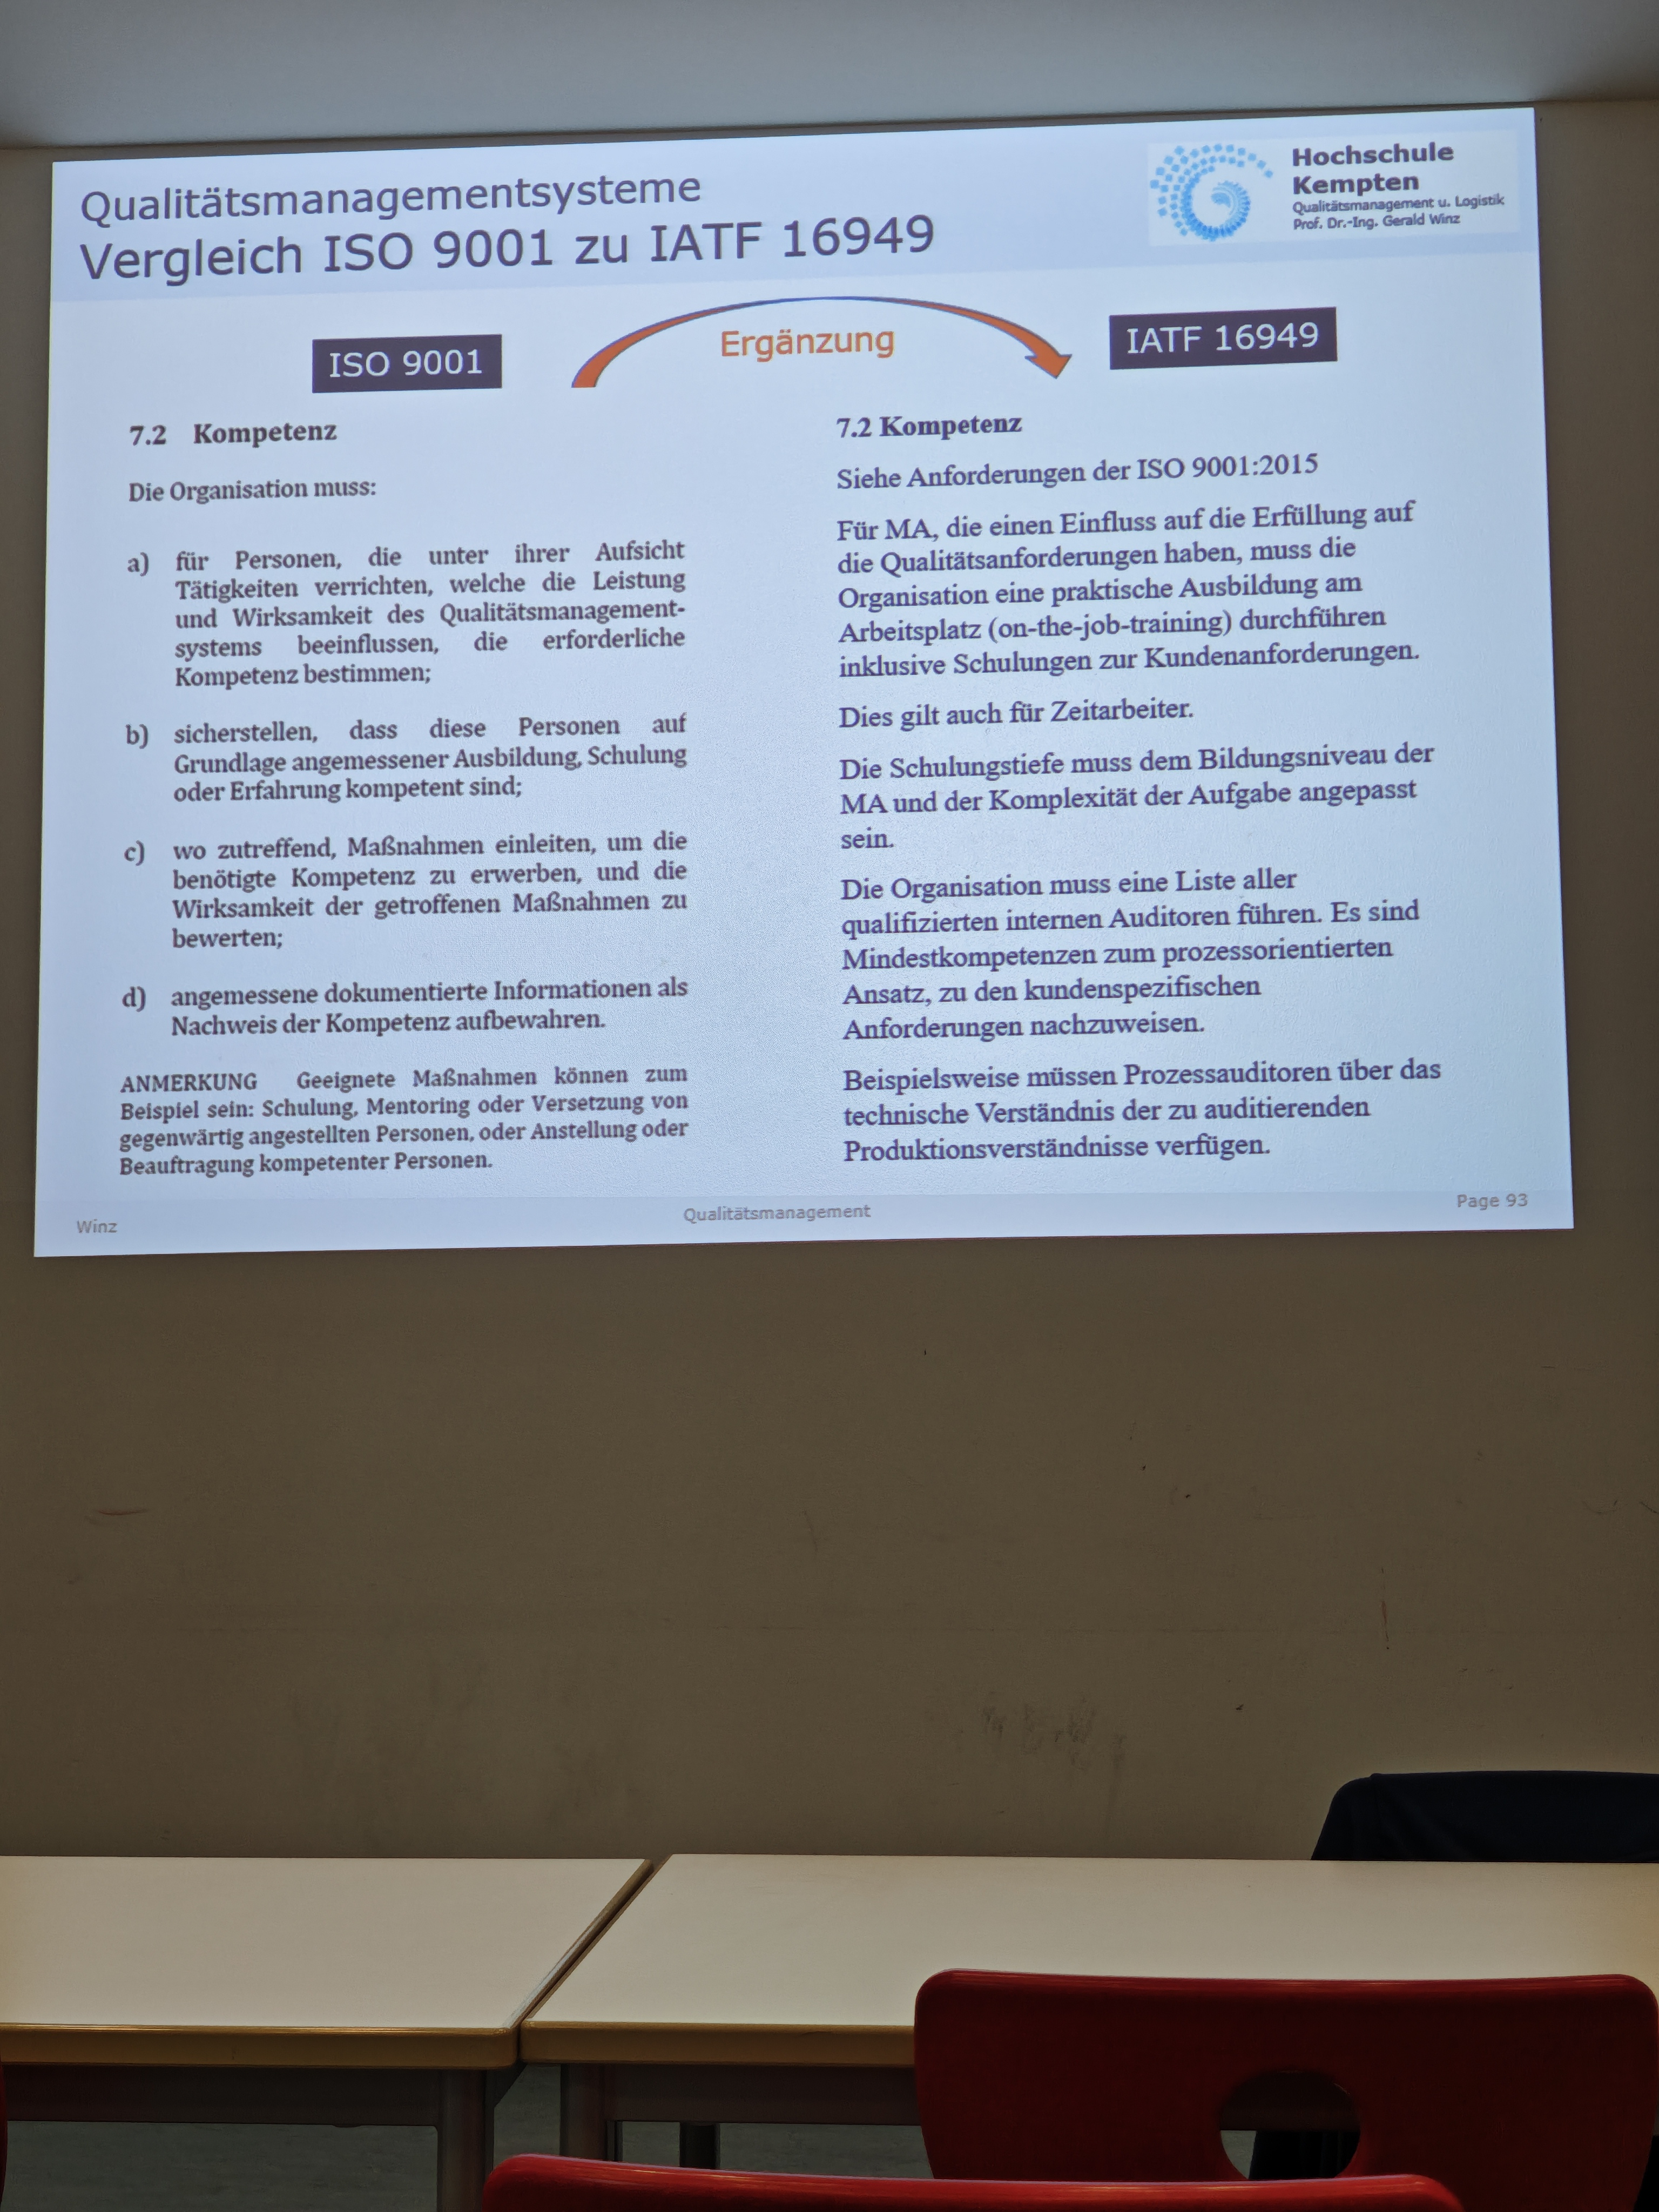 Qualitätsmanagementsysteme
Vergleich ISO 9001 zu IATF 16949
Hochschule
Kempten
Qualitätsmanagement u. Logistik
Prof. Dr.-Ing. Gerald Winz
Ergänzung
ISO 9001
IATF 16949
7.2 Kompetenz
Die Organisation muss:
a) für Personen, die unter ihrer Aufsicht
Tätigkeiten verrichten, welche die Leistung
und Wirksamkeit des Qualitätsmanagement-
systems beeinflussen, die erforderliche
Kompetenz bestimmen;
b) sicherstellen, dass diese Personen auf
Grundlage angemessener Ausbildung, Schulung
oder Erfahrung kompetent sind;
c) wo zutreffend, Maßnahmen einleiten, um die
benötigte Kompetenz zu erwerben, und die
Wirksamkeit der getroffenen Maßnahmen zu
bewerten;
d) angemessene dokumentierte Informationen als
Nachweis der Kompetenz aufbewahren.
ANMERKUNG Geeignete Maßnahmen können zum
Beispiel sein: Schulung, Mentoring oder Versetzung von
gegenwärtig angestellten Personen, oder Anstellung oder
Beauftragung kompetenter Personen.
7.2 Kompetenz
Siehe Anforderungen der ISO 9001:2015
Für MA, die einen Einfluss auf die Erfüllung auf
die Qualitätsanforderungen haben, muss die
Organisation eine praktische Ausbildung am
Arbeitsplatz (on-the-job-training) durchführen
inklusive Schulungen zur Kundenanforderungen.
Dies gilt auch für Zeitarbeiter.
Die Schulungstiefe muss dem Bildungsniveau der
MA und der Komplexität der Aufgabe angepasst
sein.
Die Organisation muss eine Liste aller
qualifizierten internen Auditoren führen. Es sind
Mindestkompetenzen zum prozessorientierten
Ansatz, zu den kundenspezifischen
Anforderungen nachzuweisen.
Beispielsweise müssen Prozessauditoren über das
technische Verständnis der zu auditierenden
Produktionsverständnisse verfügen.
Winz
Qualitätsmanagement
Page 93